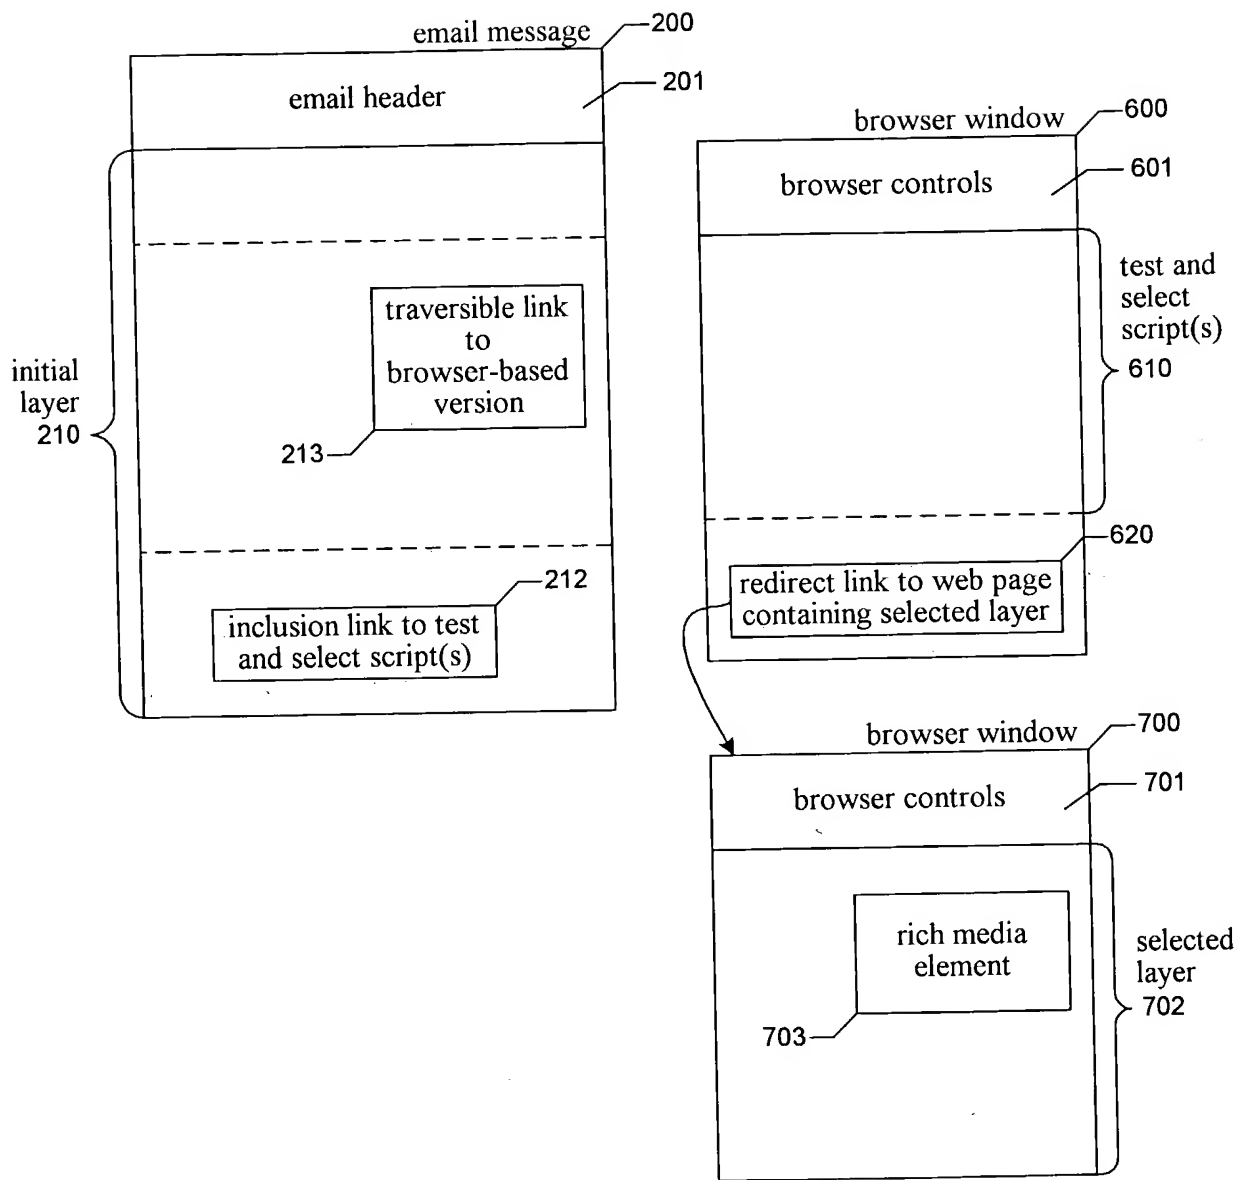 email message
200
email header
201
initial
layer
210
traversible link
to
browser-based
version
213
212
inclusion link to test
and select script(s)
browser window
600
browser controls
601
test and
select
script(s)
610
620
redirect link to web page
containing selected layer
browser window
700
browser controls
701
rich media
element
703
selected
layer
702